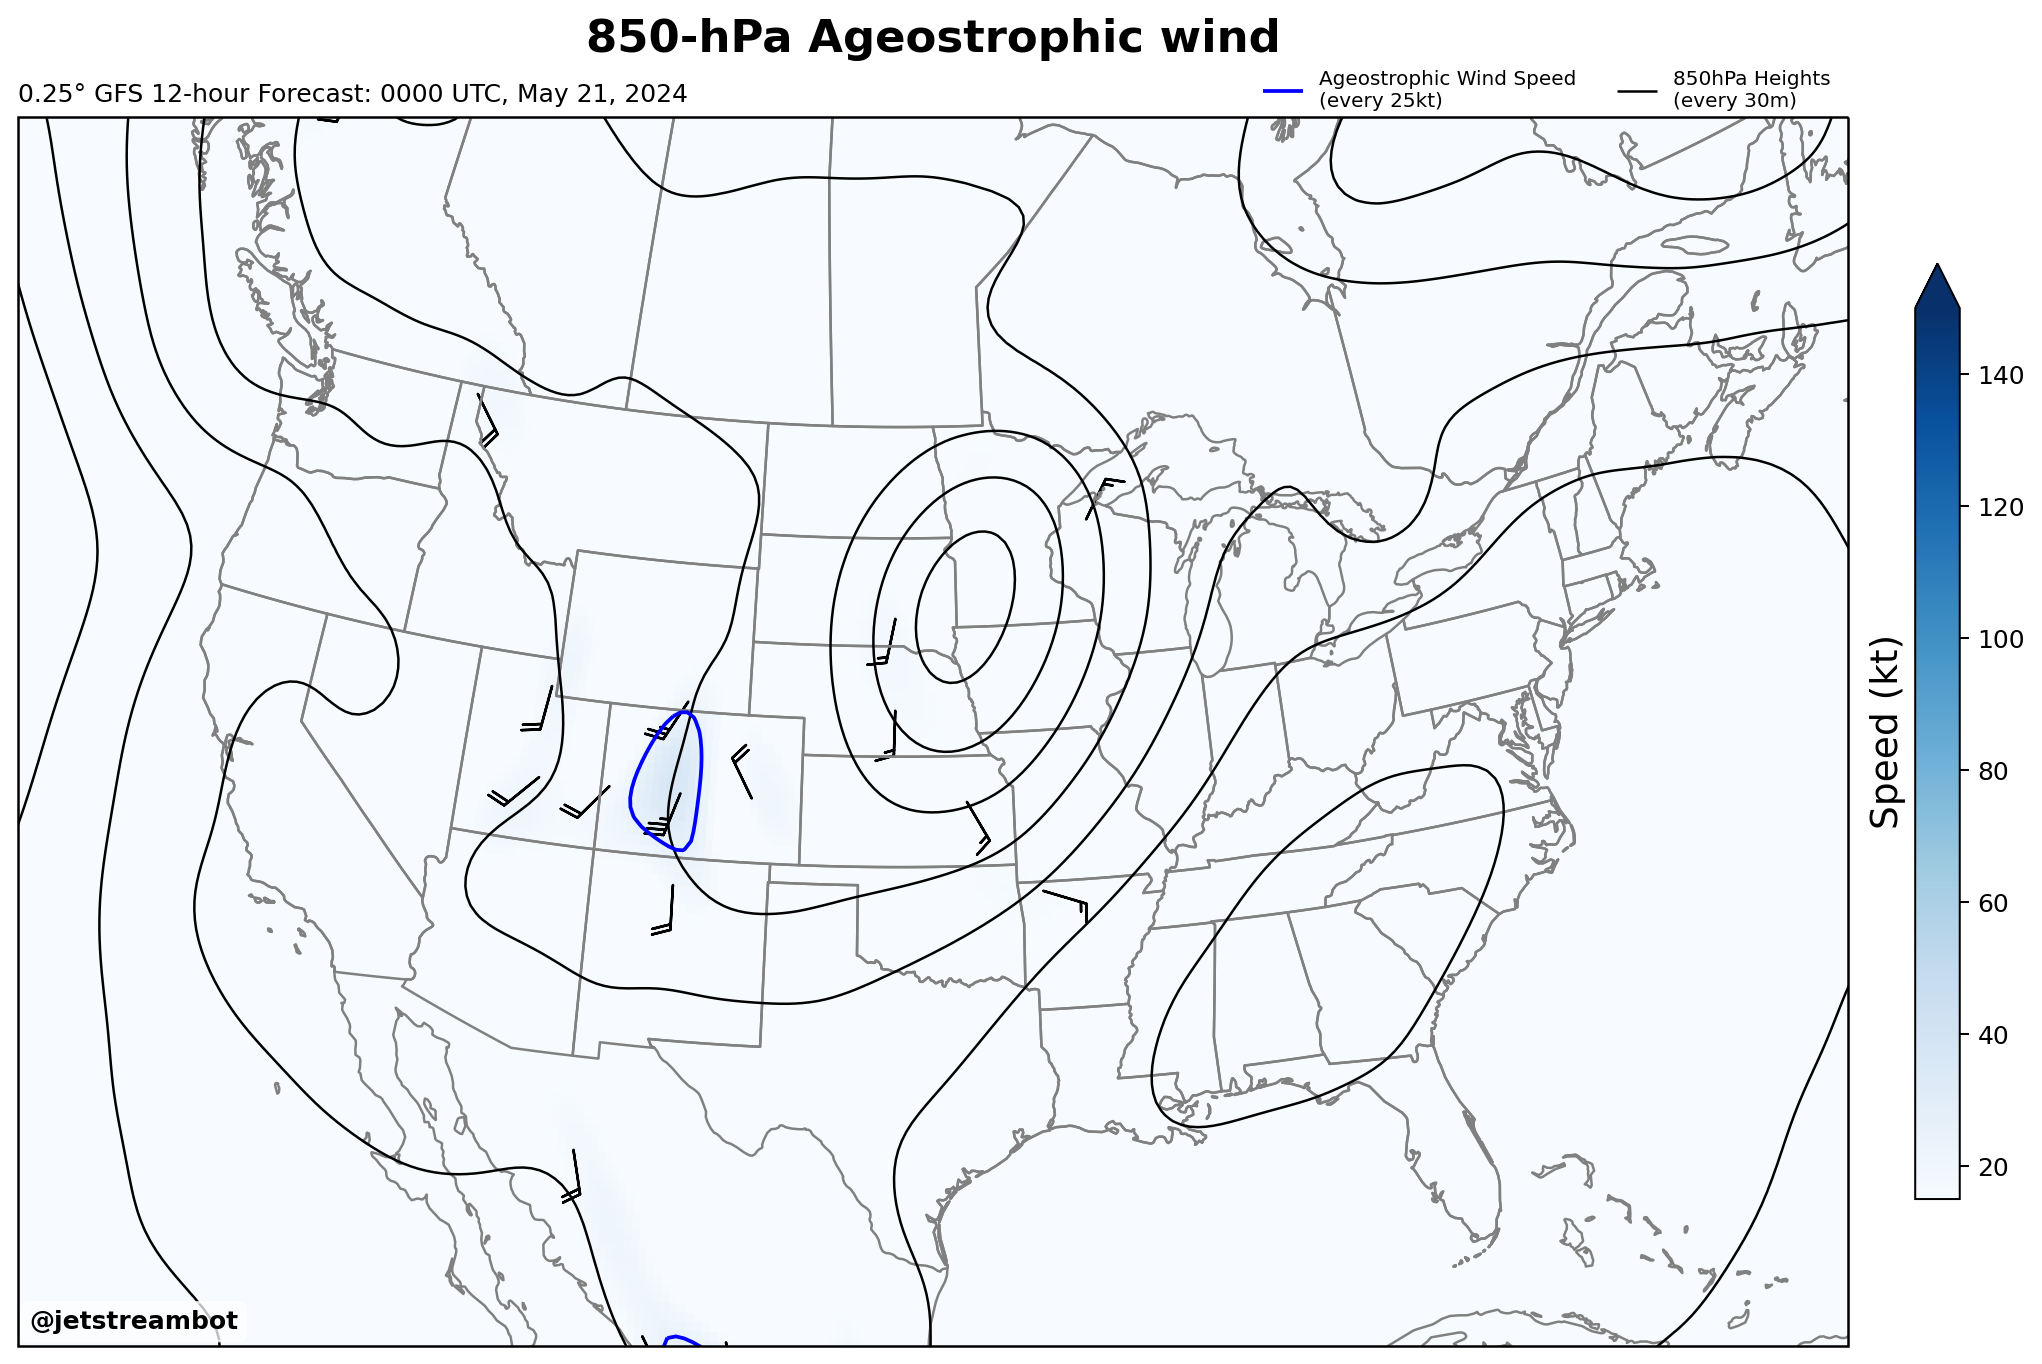 850-hPa Ageostrophic wind
0.25° GFS 12-hour Forecast: 0000 UTC, May 21, 2024
Ageostrophic Wind Speed
(every 25kt)
850hPa Heights
(every 30m)
140
120
100
80
60
40
20
Speed (kt)
@jetstreambot